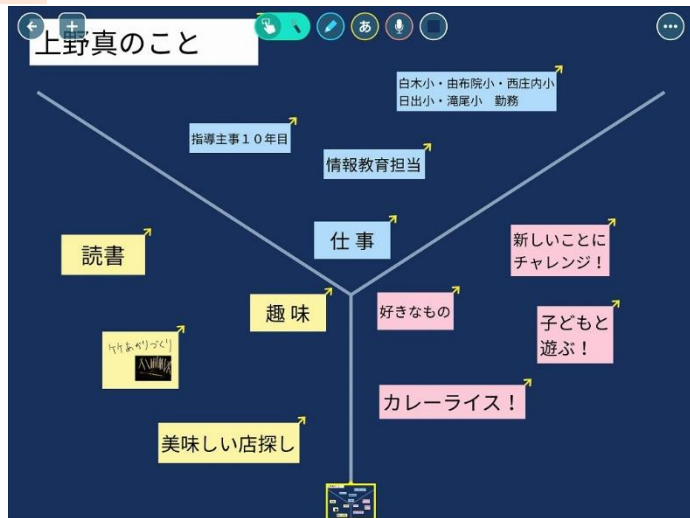 上野真のこと
あ
白木小・由布院小・西庄内小
日出小・滝尾小 勤務
指導主事10年目
情報教育担当
仕事
読書
趣味
竹あかりづくり
美味しい店探し
好きなもの
新しいことに
チャレンジ！
子どもと
遊ぶ！
カレーライス！